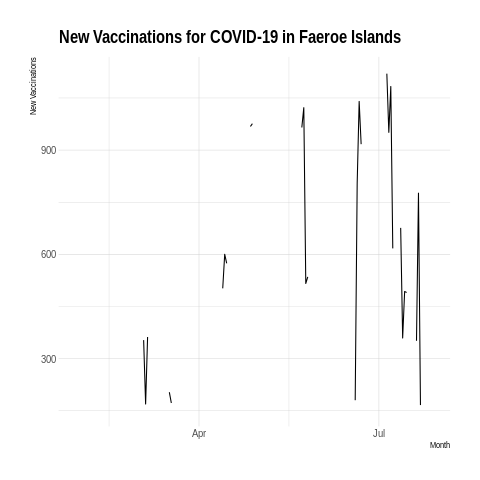 New Vaccinations for COVID-19 in Faeroe Islands
New Vaccinations
900
600
300
Apr Jul
Month